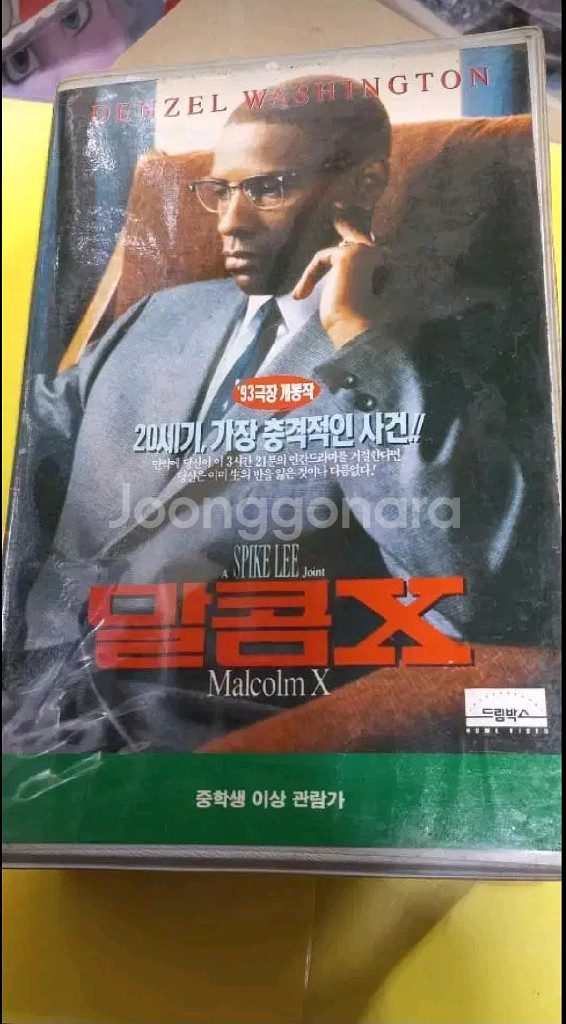 DENZEL WASHINGTON
'93극장 개봉작
20세기, 가장 충격적인 사건!!
만약에 당신이 이 3시간 21분의 인간드라마를 거절한다면
당신은 이미 生의 반을 잃은 것이나 다름없다!
Joonggonara
A SPIKE LEE Joint
말콤X
Malcolm X
드림박스
HOME VIDEO
중학생 이상 관람가